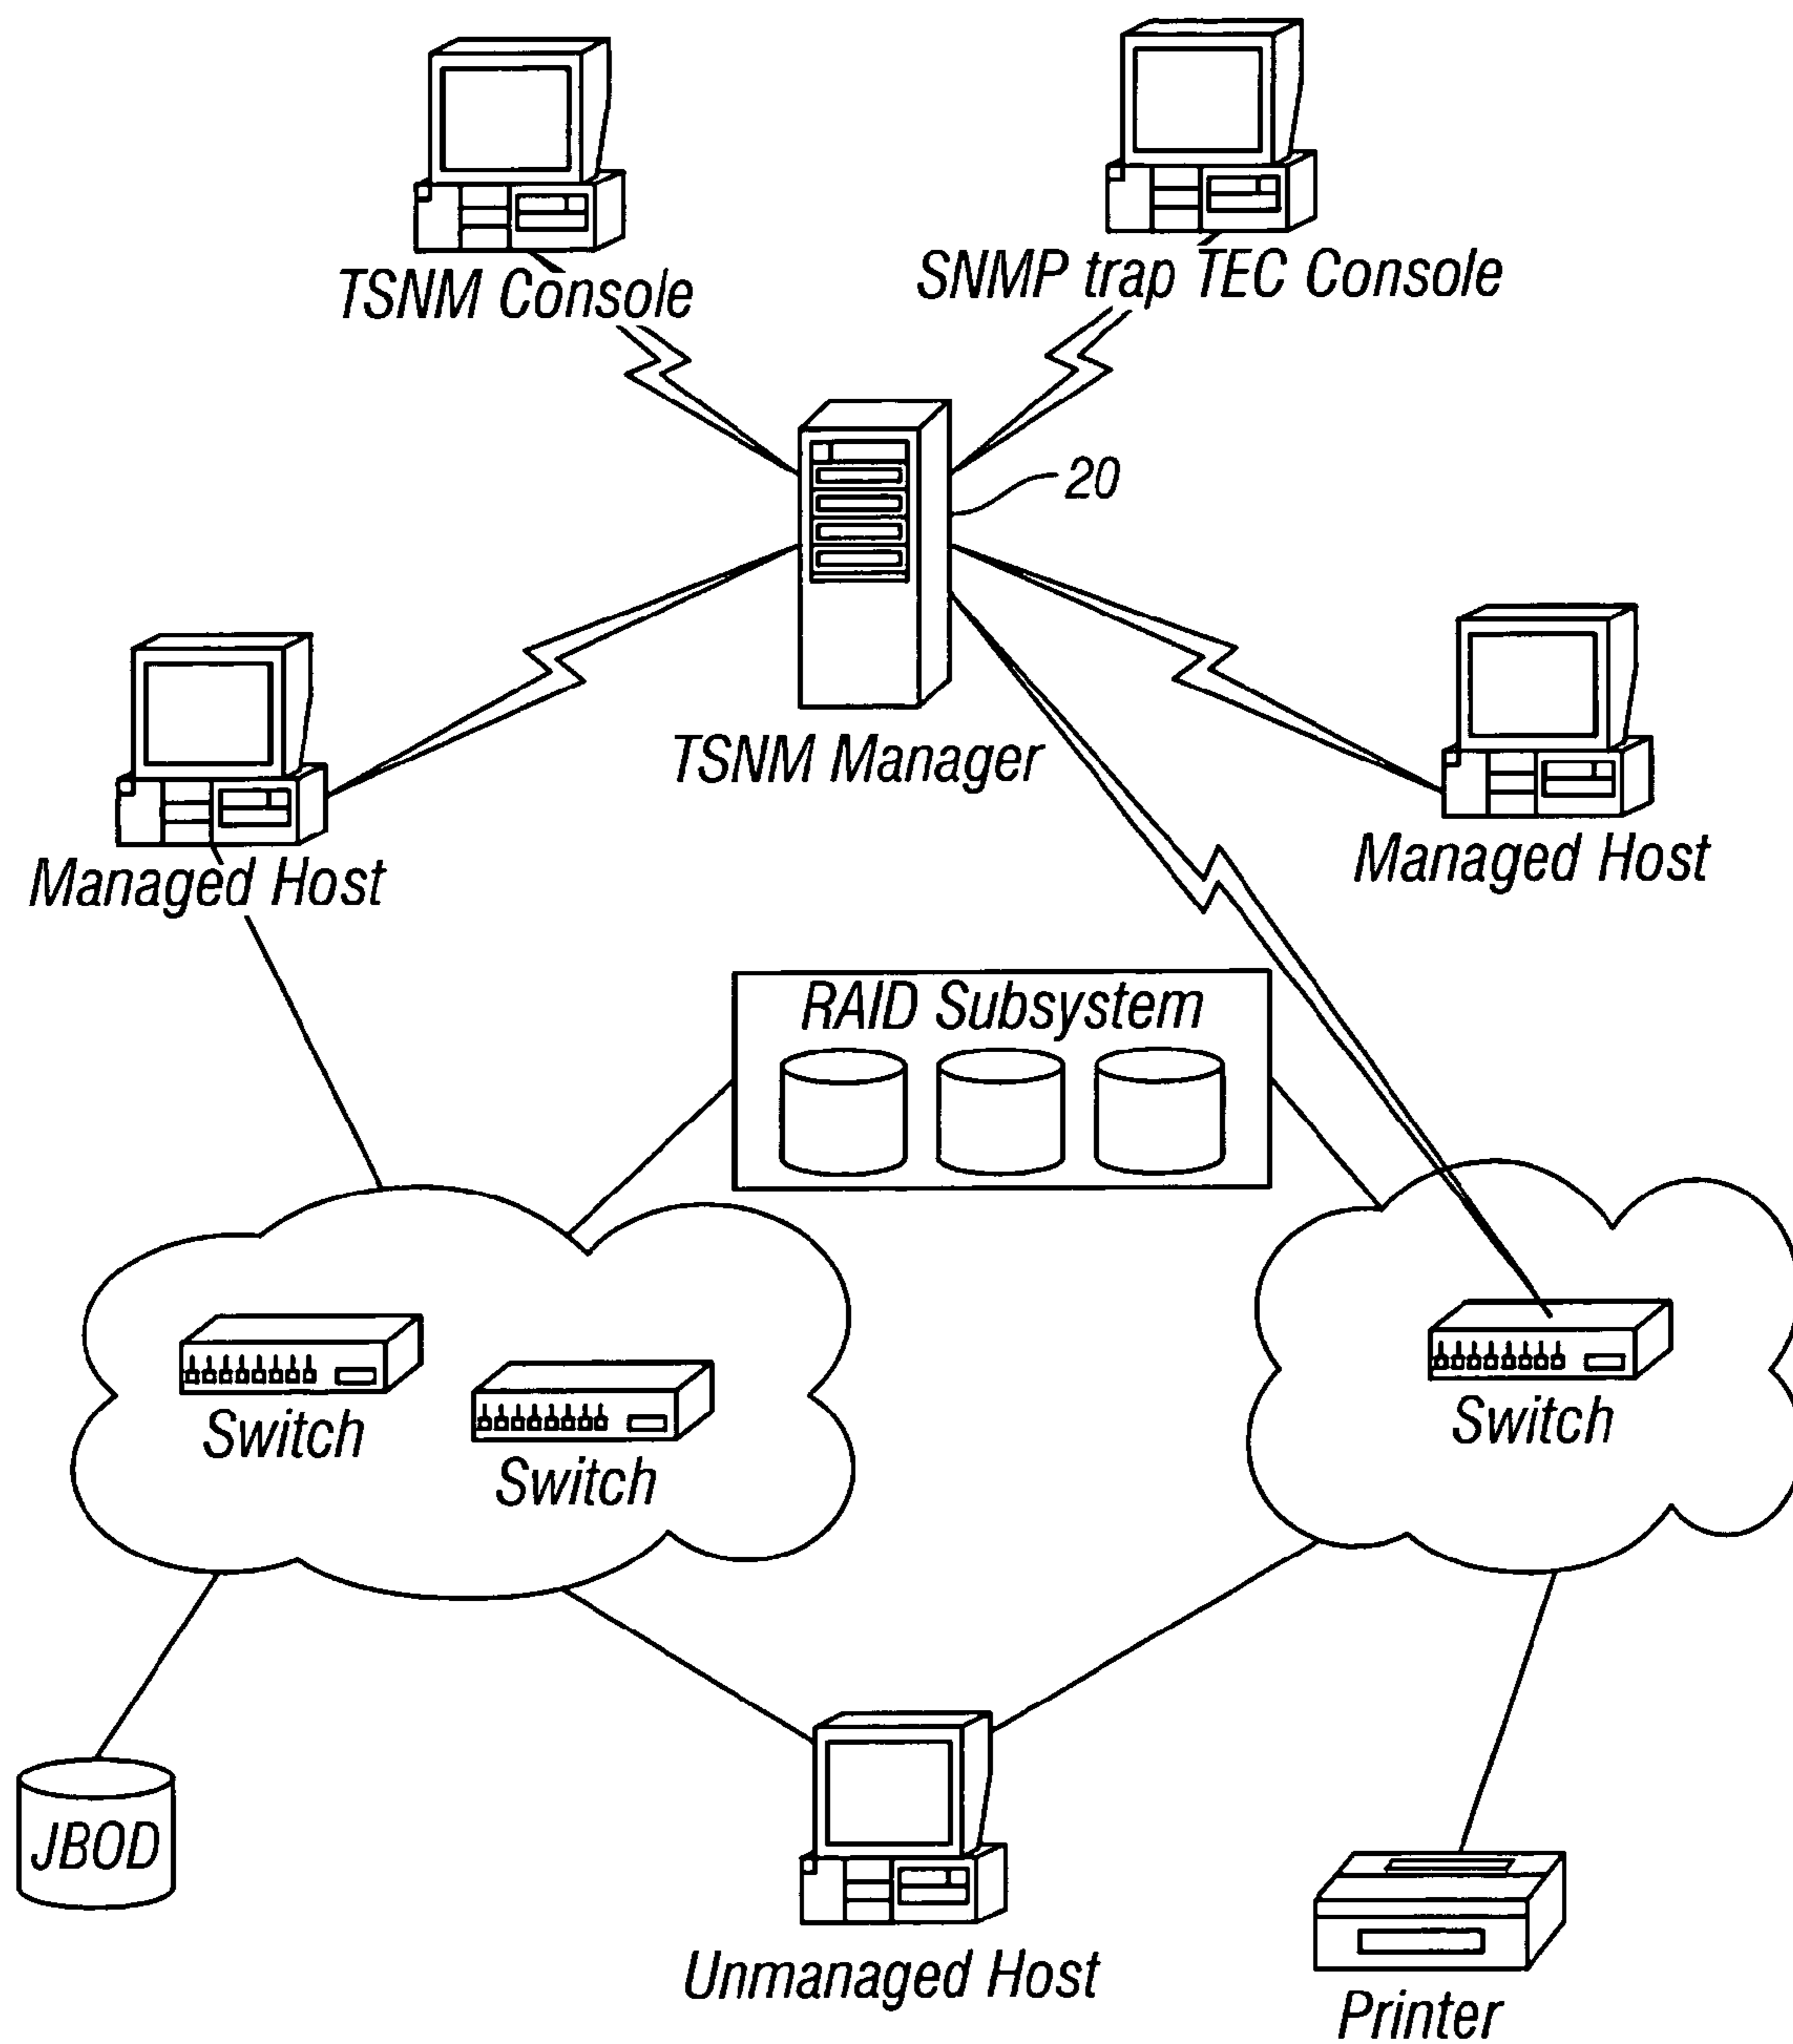 TSNM Console
SNMP trap TEC Console
20
TSNM Manager
Managed Host
Managed Host
RAID Subsystem
Switch
Switch
Switch
JBOD
Unmanaged Host
Printer